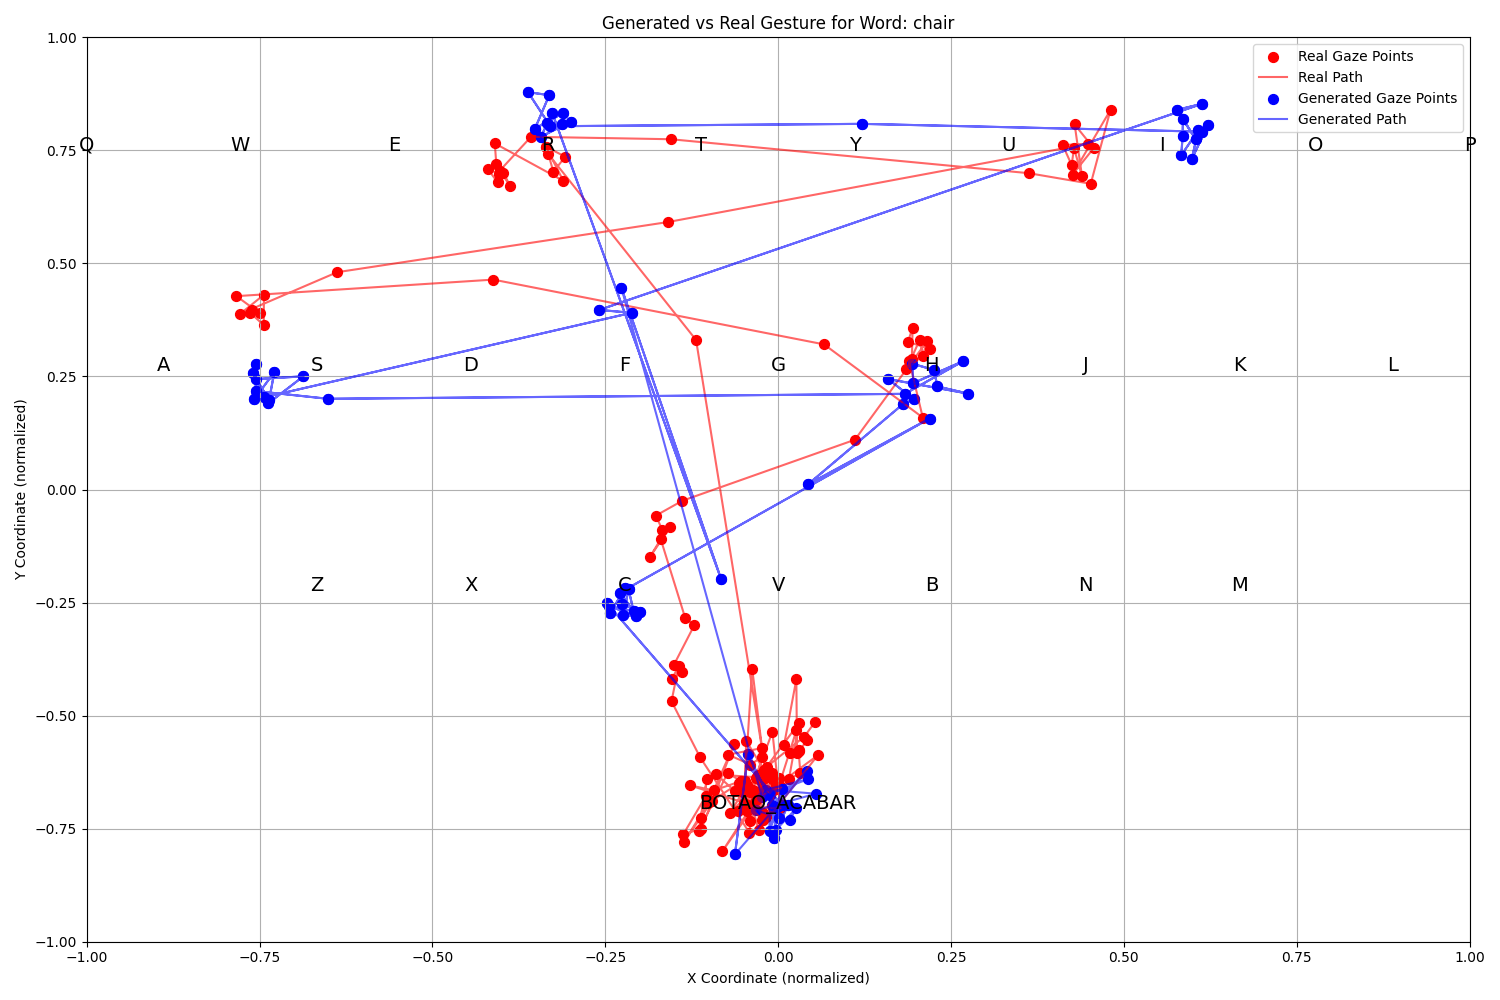 Generated vs Real Gesture for Word: chair
Real Gaze Points
Real Path
Generated Gaze Points
Generated Path
1.00
0.75
0.50
0.25
0.00
−0.25
−0.50
−0.75
−1.00
Y Coordinate (normalized)
Q W E R T Y U I O P
A S D F G H J K L
Z X C V B N M
BOTAO_ACABAR
−1.00 −0.75 −0.50 −0.25 0.00 0.25 0.50 0.75 1.00
X Coordinate (normalized)